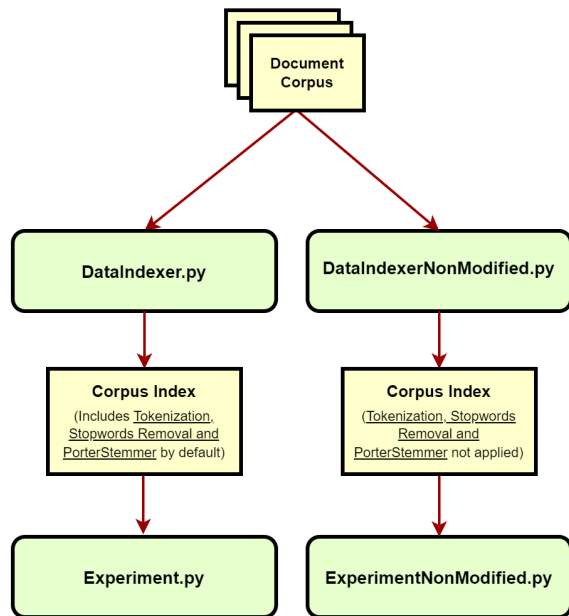 Document
Corpus
DataIndexer.py
DataIndexerNonModified.py
Corpus Index
(Includes Tokenization,
Stopwords Removal and
PorterStemmer by default)
Corpus Index
(Tokenization, Stopwords
Removal and
PorterStemmer not applied)
Experiment.py
ExperimentNonModified.py